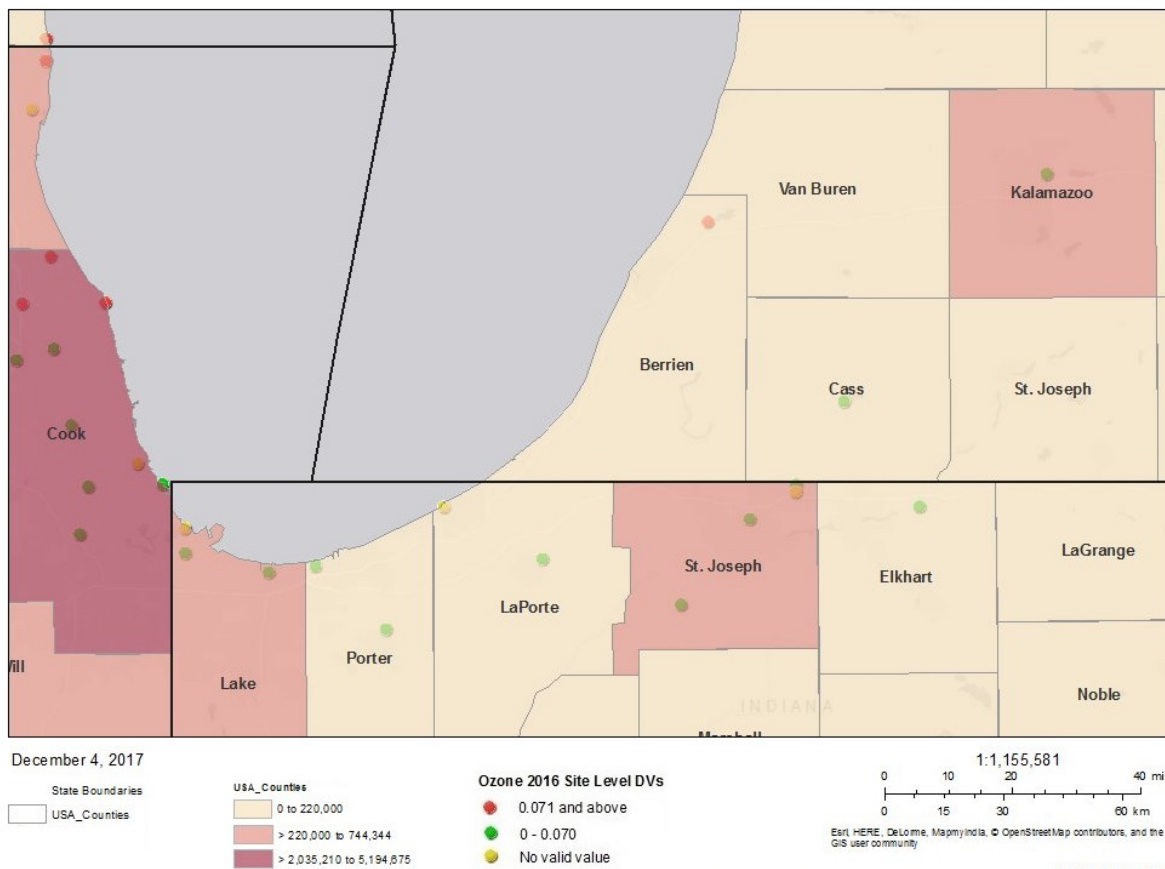 Van Buren
Kalamazoo
Berrien
Cass
St. Joseph
Cook
LaGrange
St. Joseph
Elkhart
LaPorte
Porter
Lake
Noble
INDIANA
December 4, 2017
State Boundaries
USA_Counties
USA_Counties
0 to 220,000
> 220,000 to 744,344
> 2,035,210 to 5,194,675
Ozone 2016 Site Level DVs
0.071 and above
0 - 0.070
No valid value
1:1,155,581
0 10 20 40 mi
0 15 30 60 km
Esri, HERE, DeLorme, MapmyIndia, © OpenStreetMap contributors, and the
GIS user community